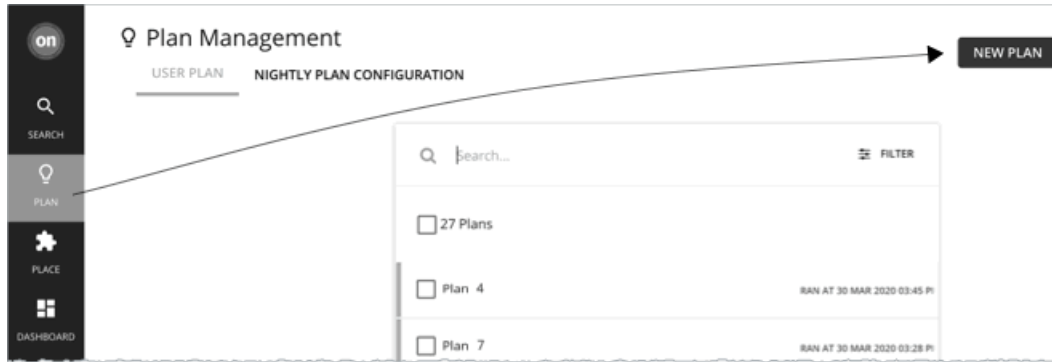 on
Plan Management
NEW PLAN
USER PLAN NIGHTLY PLAN CONFIGURATION
SEARCH
Search...
FILTER
PLAN
27 Plans
PLACE
Plan 4
RAN AT 30 MAR 2020 03:45
DASHBOARD
Plan 7
RAN AT 30 MAR 2020 03:28